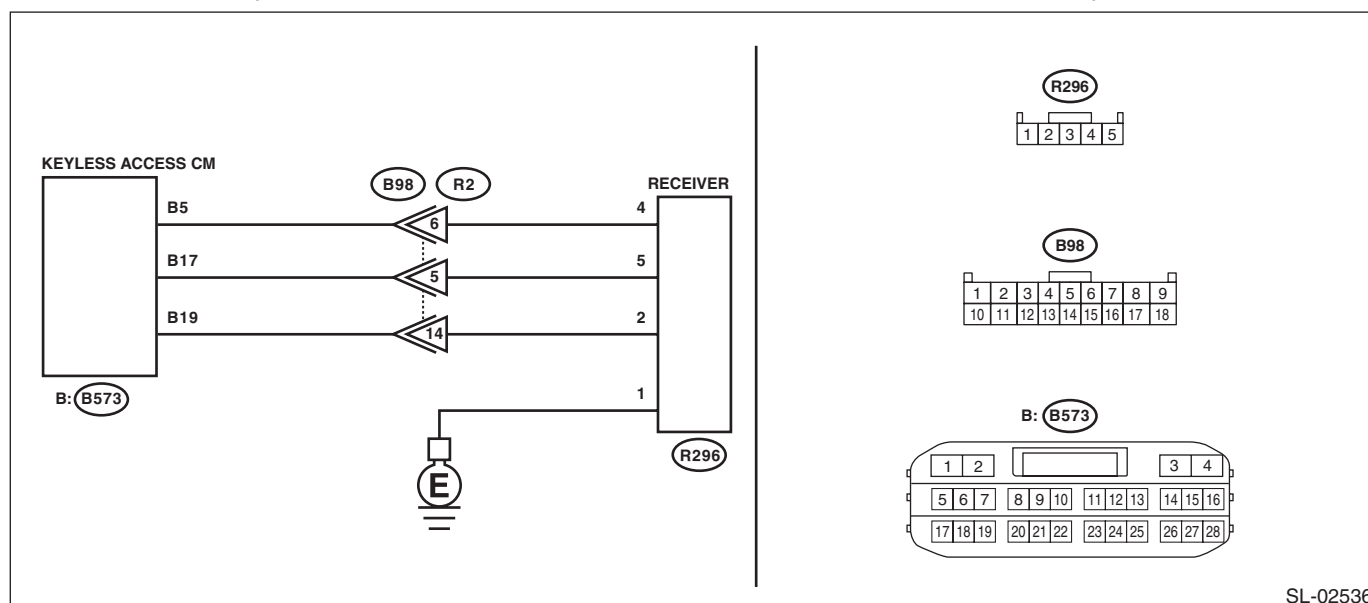 KEYLESS ACCESS CM
B98 R2
RECEIVER
B5 6 4
B17 5 5
B19 14 2
1
B: B573
E
R296
R296
1 2 3 4 5
B98
1 2 3 4 5 6 7 8 9
10 11 12 13 14 15 16 17 18
B: B573
1 2 3 4
5 6 7 8 9 10 11 12 13 14 15 16
17 18 19 20 21 22 23 24 25 26 27 28
SL-02536